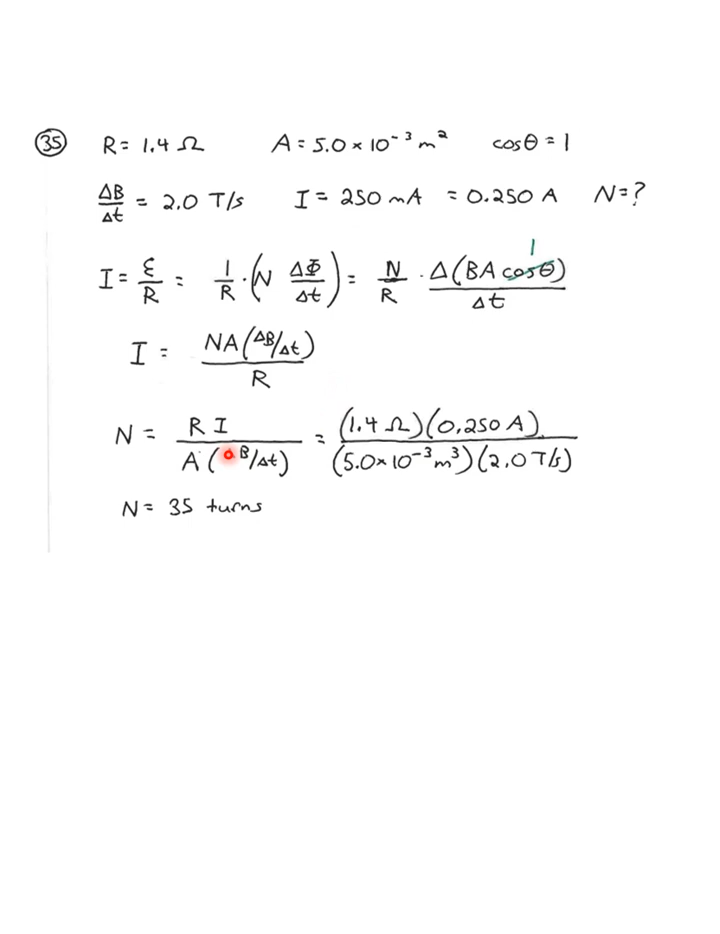 35 R = 1.4 Ω A = 5.0 × 10⁻³ m² cosθ = 1
ΔB/Δt = 2.0 T/s I = 250 mA = 0.250 A N = ?
I = ε/R = 1/R · (N ΔΦ/Δt) = N/R · Δ(BA cosθ)/Δt 1
I = NA(ΔB/Δt)/R
N = R I/A( B/Δt) = (1.4 Ω)(0.250 A)/(5.0 × 10⁻³ m³)(2.0 T/s)
N = 35 turns